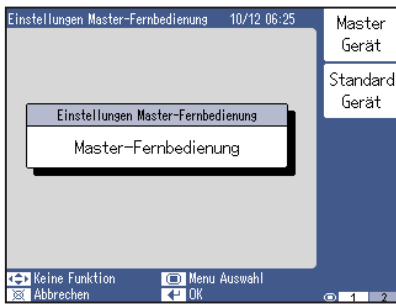 Einstellungen Master-Fernbedienung 10/12 06:25
Master
Gerät
Standard
Gerät
Einstellungen Master-Fernbedienung
Master-Fernbedienung
Keine Funktion
Menu Auswahl
Abbrechen
OK
1 2